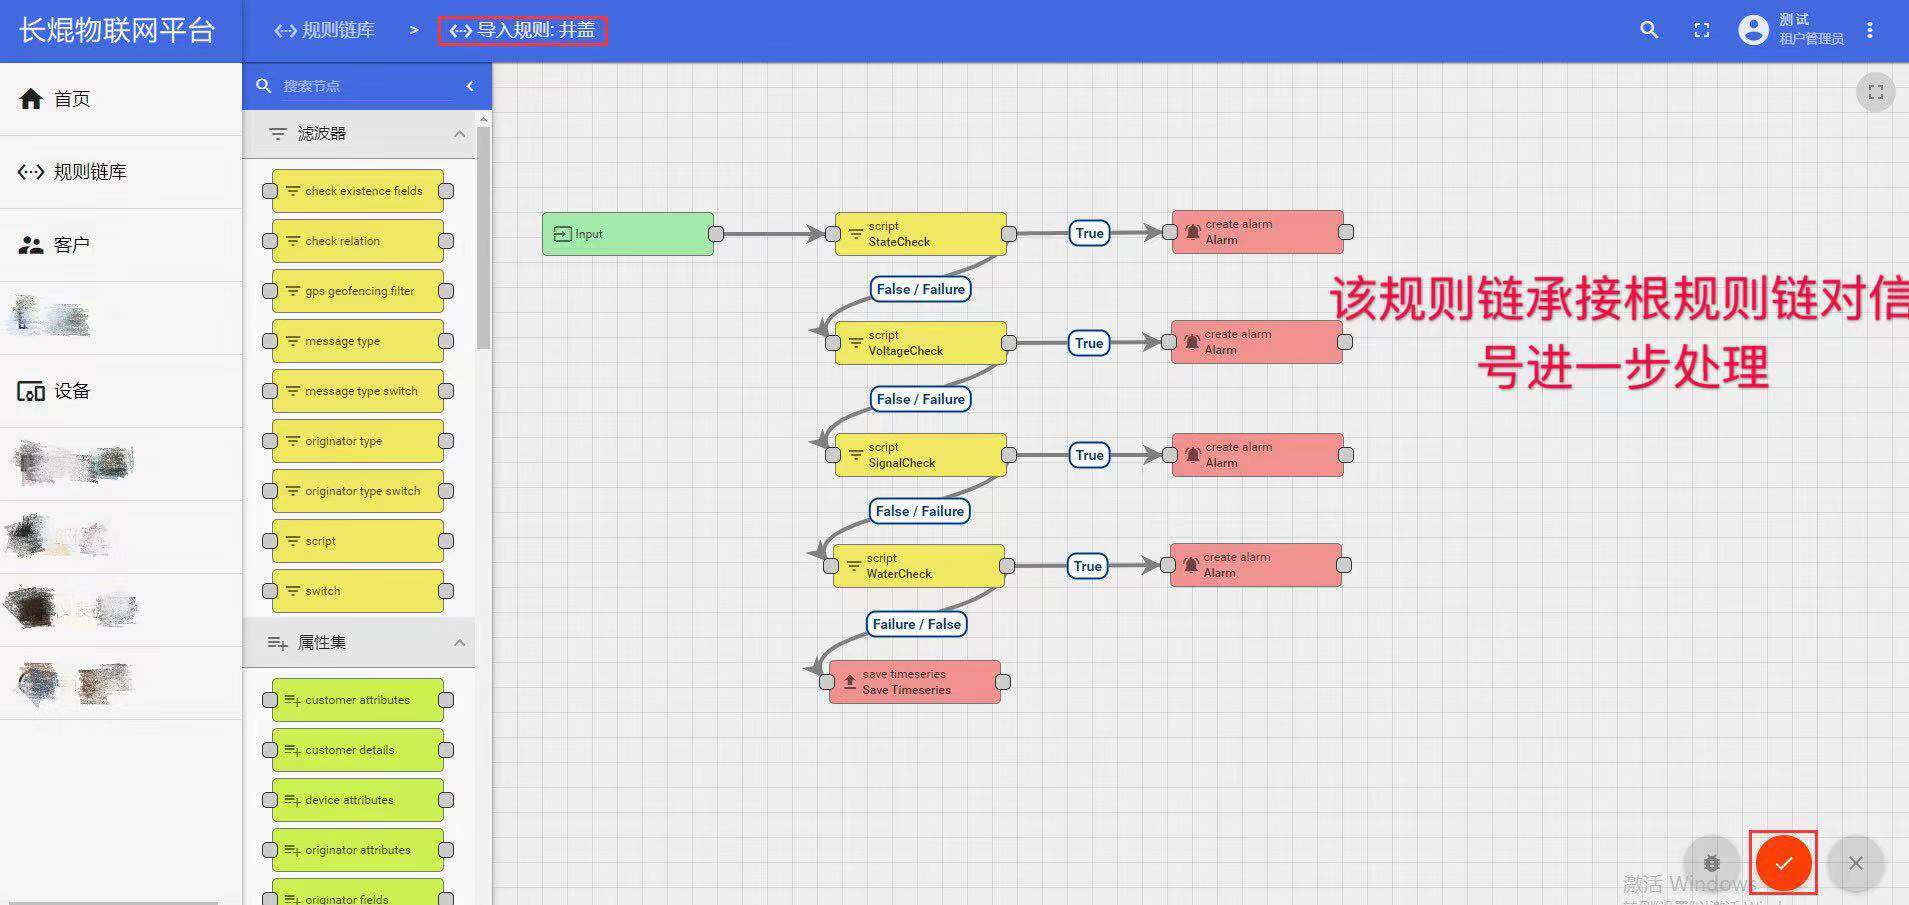 长焜物联网平台
规则链库
>
导入规则: 井盖
测试
租户管理员
首页
规则链库
客户
设备
搜索节点
滤波器
check existence fields
check relation
gps geofencing filter
message type
message type switch
originator type
originator type switch
script
switch
属性集
customer attributes
customer details
device attributes
originator attributes
originator fields
Input
script
StateCheck
True
create alarm
Alarm
False / Failure
script
VoltageCheck
True
create alarm
Alarm
False / Failure
script
SignalCheck
True
create alarm
Alarm
False / Failure
script
WaterCheck
True
create alarm
Alarm
Failure / False
save timeseries
Save Timeseries
该规则链承接根规则链对信
号进一步处理
激活 Windows